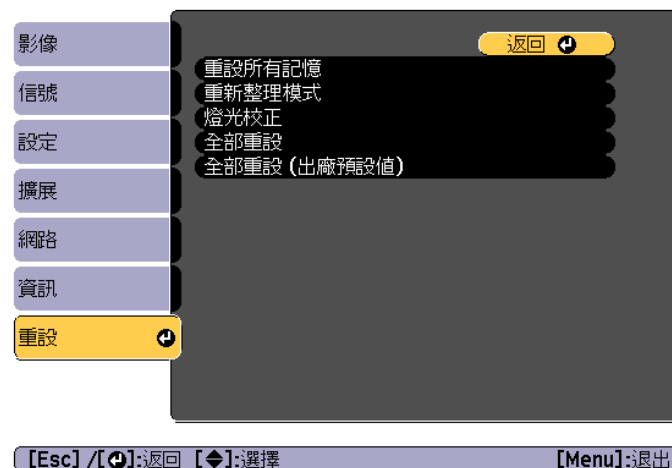 影像
信號
設定
擴展
網路
資訊
重設
返回
重設所有記憶
重新整理模式
燈光校正
全部重設
全部重設 (出廠預設值)
[Esc] /[ ]:返回 [ ]:選擇 [Menu]:退出